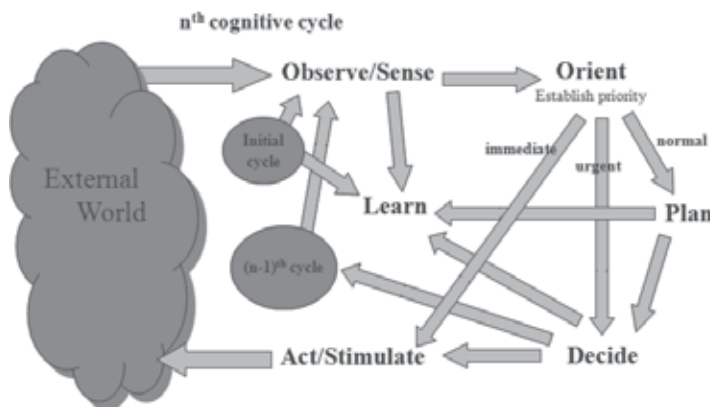 nth cognitive cycle
Observe/Sense
Orient
Establish priority
Initial
cycle
immediate
urgent
normal
External
World
Learn
Plan
(n-1)th cycle
Act/Stimulate
Decide